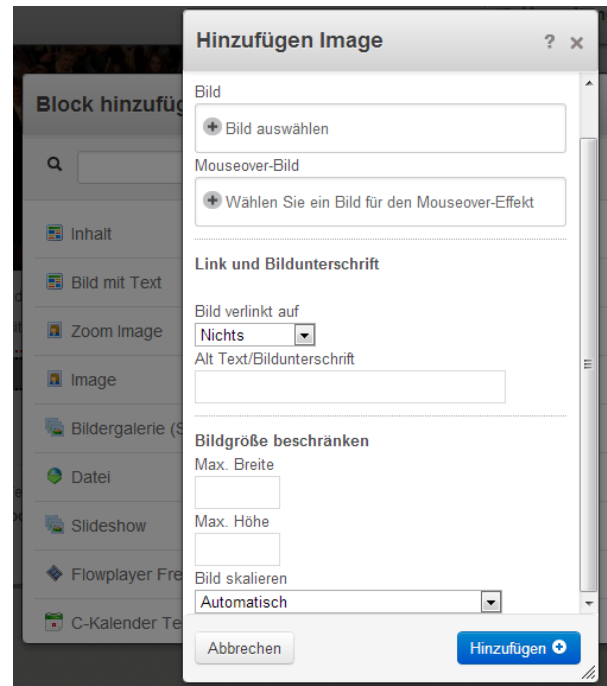 Hinzufügen Image
?
×
Block hinzufüg
Bild
Bild auswählen
Mouseover-Bild
Wählen Sie ein Bild für den Mouseover-Effekt
Link und Bildunterschrift
Bild verlinkt auf
Nichts
Alt Text/Bildunterschrift
Bildgröße beschränken
Max. Breite
Max. Höhe
Bild skalieren
Automatisch
Abbrechen
Hinzufügen
Inhalt
Bild mit Text
Zoom Image
Image
Bildergalerie (S
Datei
Slideshow
Flowplayer Fre
C-Kalender Te